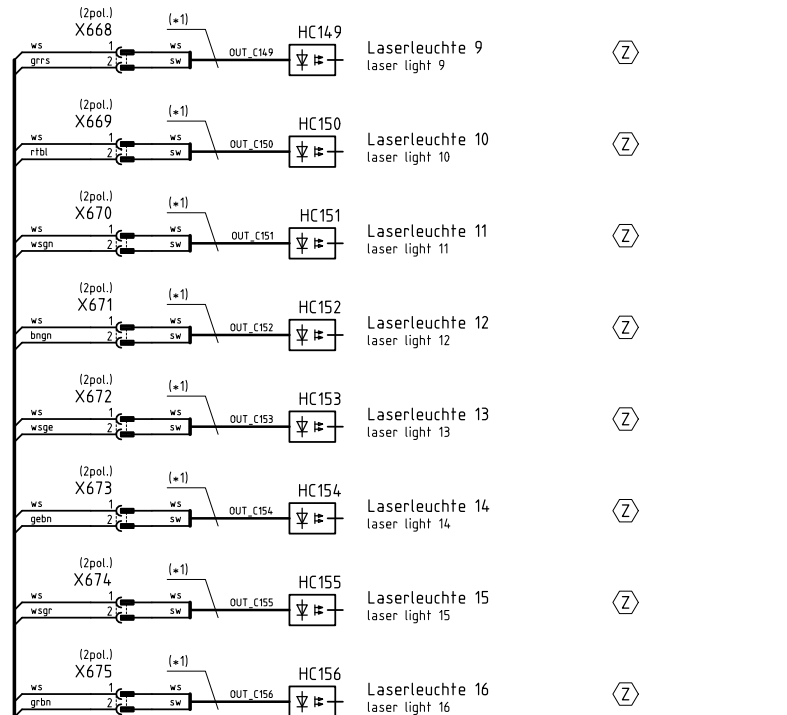 (2pol.) (*1)
X668 HC149
ws 1 ws OUT_C149 Laserleuchte 9 Z
grrs 2 sw laser light 9
(2pol.) (*1)
X669 HC150
ws 1 ws OUT_C150 Laserleuchte 10 Z
rtbl 2 sw laser light 10
(2pol.) (*1)
X670 HC151
ws 1 ws OUT_C151 Laserleuchte 11 Z
wsgn 2 sw laser light 11
(2pol.) (*1)
X671 HC152
ws 1 ws OUT_C152 Laserleuchte 12 Z
bngn 2 sw laser light 12
(2pol.) (*1)
X672 HC153
ws 1 ws OUT_C153 Laserleuchte 13 Z
wsge 2 sw laser light 13
(2pol.) (*1)
X673 HC154
ws 1 ws OUT_C154 Laserleuchte 14 Z
gebn 2 sw laser light 14
(2pol.) (*1)
X674 HC155
ws 1 ws OUT_C155 Laserleuchte 15 Z
wsgr 2 sw laser light 15
(2pol.) (*1)
X675 HC156
ws 1 ws OUT_C156 Laserleuchte 16 Z
grbn 2 sw laser light 16